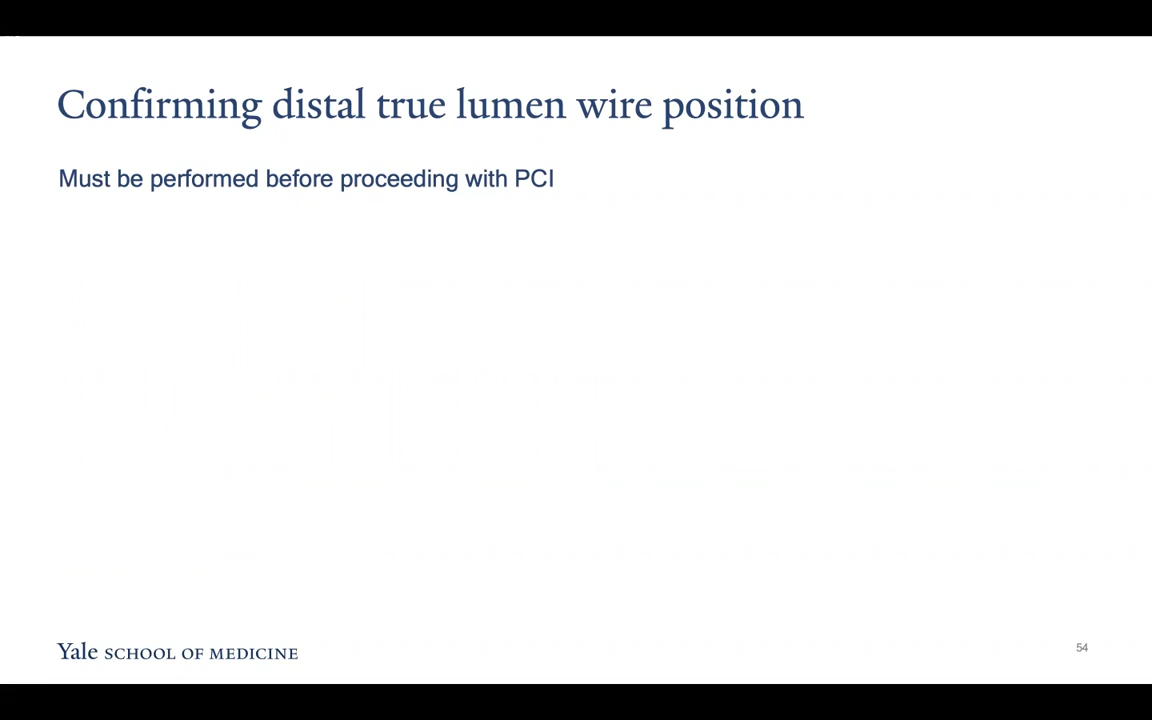 Confirming distal true lumen wire position
Must be performed before proceeding with PCI
Yale SCHOOL OF MEDICINE
54